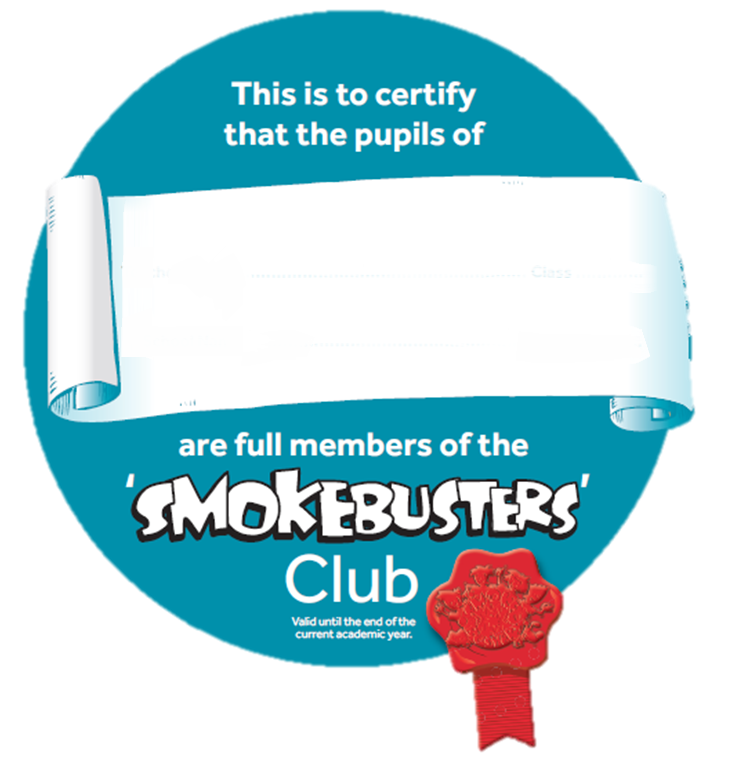 This is to certify
that the pupils of
Class
are full members of the
‘SMOKEBUSTERS’
Club
Valid until the end of the
current academic year.